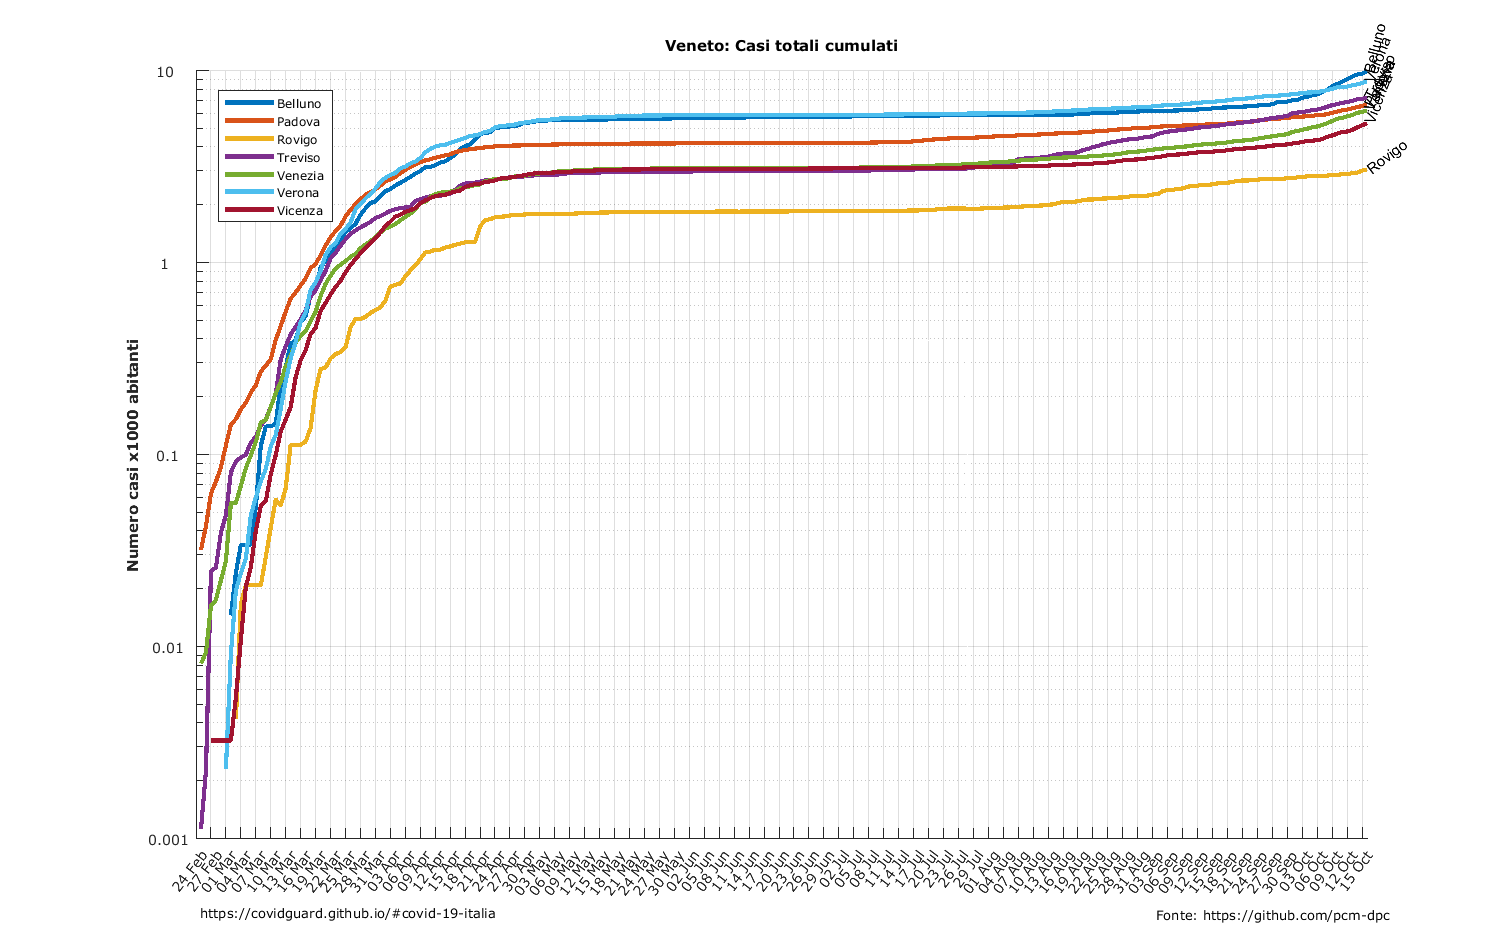 Veneto: Casi totali cumulati
Numero casi x1000 abitanti
10
1
0.1
0.01
0.001
Belluno
Padova
Rovigo
Treviso
Venezia
Verona
Vicenza
Belluno
Verona
Vicenza
Rovigo
24 Feb
27 Feb
01 Mar
04 Mar
07 Mar
10 Mar
13 Mar
16 Mar
19 Mar
22 Mar
25 Mar
28 Mar
31 Mar
03 Apr
06 Apr
09 Apr
12 Apr
15 Apr
18 Apr
21 Apr
24 Apr
27 Apr
30 Apr
03 May
06 May
09 May
12 May
15 May
18 May
21 May
24 May
27 May
30 May
02 Jun
05 Jun
08 Jun
11 Jun
14 Jun
17 Jun
20 Jun
23 Jun
26 Jun
29 Jun
02 Jul
05 Jul
08 Jul
11 Jul
14 Jul
17 Jul
20 Jul
23 Jul
26 Jul
29 Jul
01 Aug
04 Aug
07 Aug
10 Aug
13 Aug
16 Aug
19 Aug
22 Aug
25 Aug
28 Aug
31 Aug
03 Sep
06 Sep
09 Sep
12 Sep
15 Sep
18 Sep
21 Sep
24 Sep
27 Sep
30 Sep
03 Oct
06 Oct
09 Oct
12 Oct
15 Oct
https://covidguard.github.io/#covid-19-italia
Fonte: https://github.com/pcm-dpc